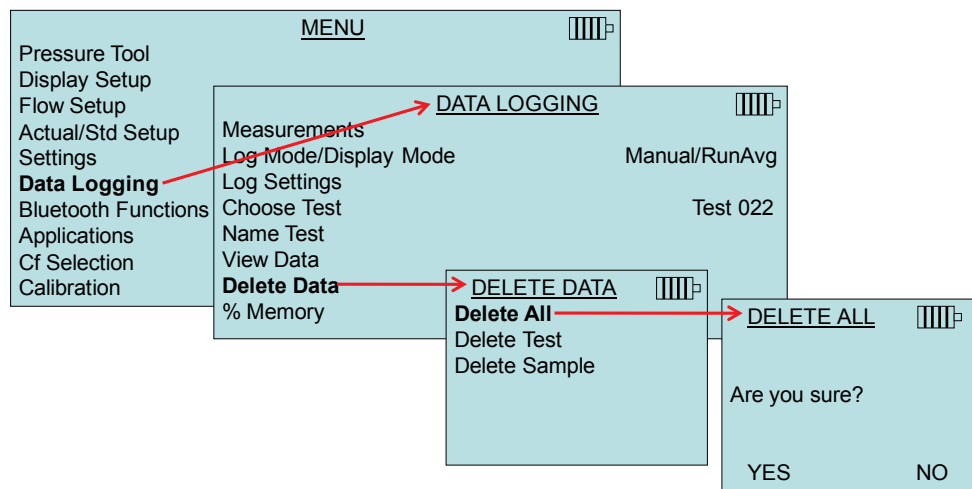 MENU
Pressure Tool
Display Setup
Flow Setup
Actual/Std Setup
Settings
Data Logging
Bluetooth Functions
Applications
Cf Selection
Calibration
DATA LOGGING
Measurements
Log Mode/Display Mode Manual/RunAvg
Log Settings
Choose Test Test 022
Name Test
View Data
Delete Data
% Memory
DELETE DATA
Delete All
Delete Test
Delete Sample
DELETE ALL
Are you sure?
YES NO